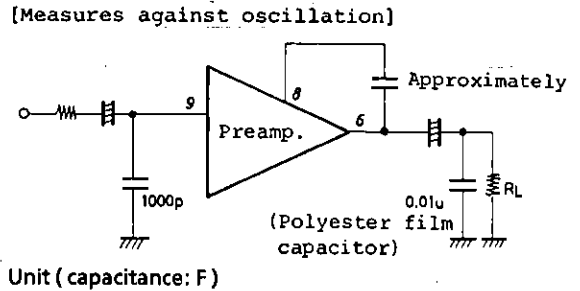 [Measures against oscillation]
8
Approximately
9
6
Preamp.
1000p
0.01u
RL
(Polyester film
capacitor)
Unit ( capacitance: F )